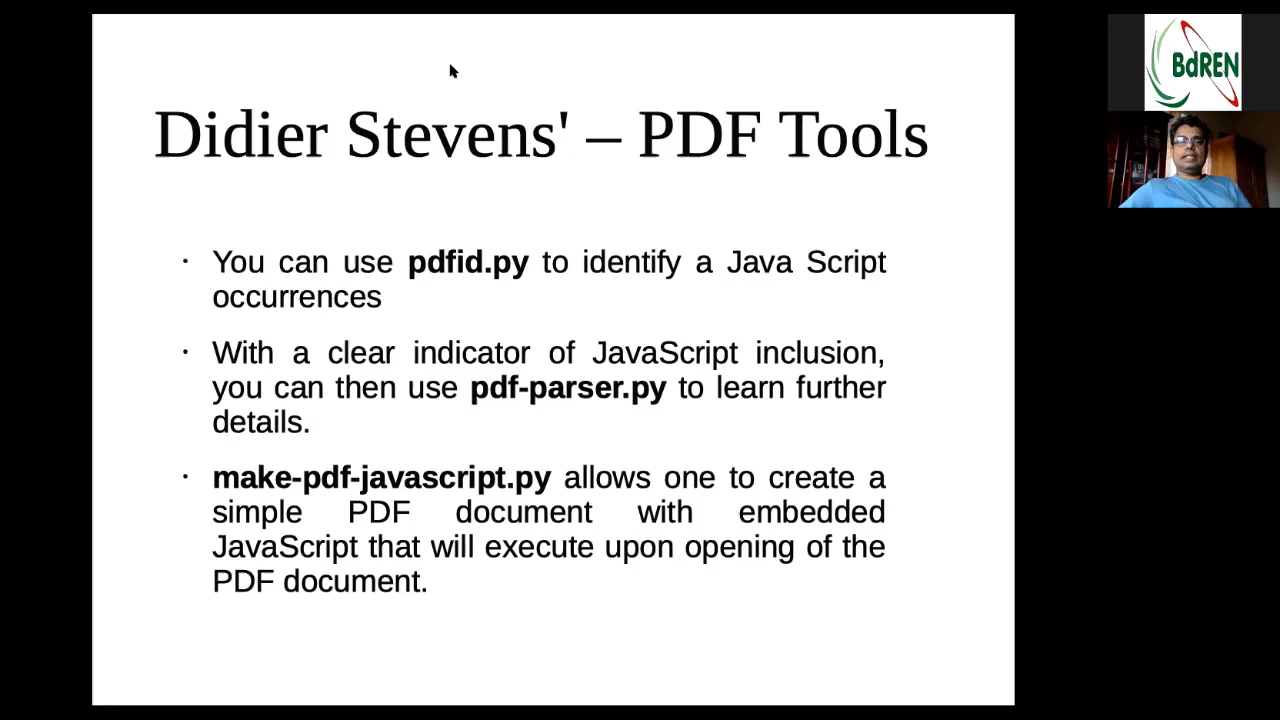 Didier Stevens' – PDF Tools
BdREN
• You can use pdfid.py to identify a Java Script
occurrences
• With a clear indicator of JavaScript inclusion,
you can then use pdf-parser.py to learn further
details.
• make-pdf-javascript.py allows one to create a
simple PDF document with embedded
JavaScript that will execute upon opening of the
PDF document.